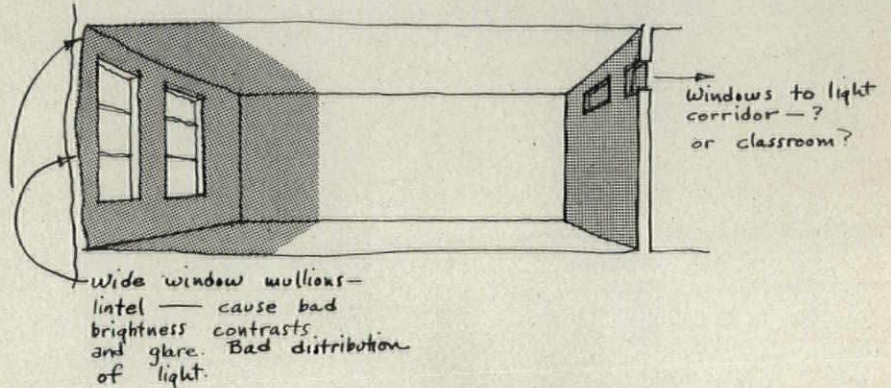 Windows to light
corridor — ?
or classroom?
Wide window mullions —
lintel — cause bad
brightness contrasts
and glare. Bad distribution
of light.